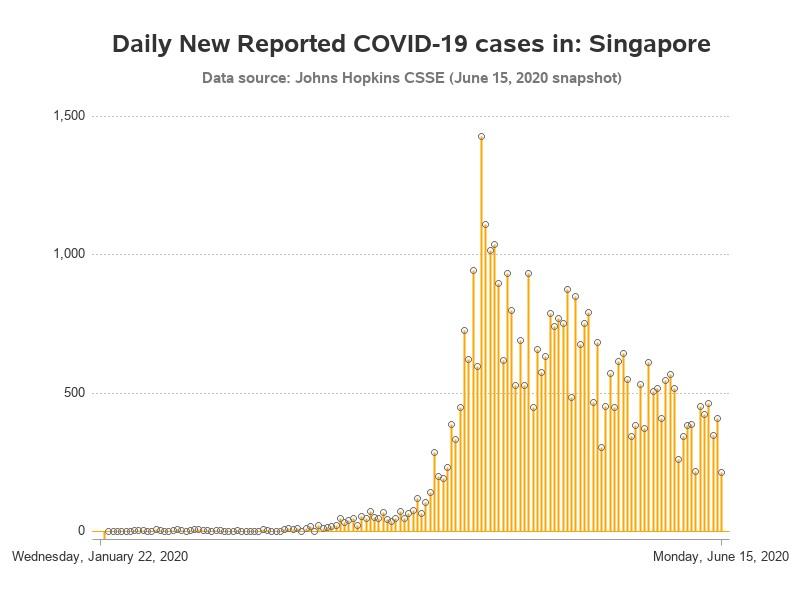 Daily New Reported COVID-19 cases in: Singapore
Data source: Johns Hopkins CSSE (June 15, 2020 snapshot)
1,500
1,000
500
0
Wednesday, January 22, 2020
Monday, June 15, 2020